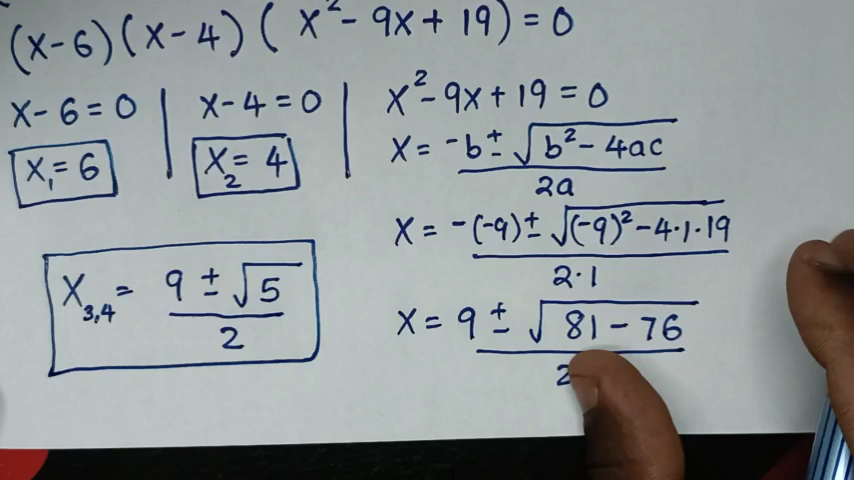 (x-6)(x-4)(x²-9x+19)=0
x-6=0
x₁=6
x-4=0
x₂=4
x²-9x+19=0
x= -b±√(b²-4ac) / 2a
x= -(-9)±√((-9)²-4·1·19) / 2·1
x= 9±√(81-76) / 2
x₃,₄= 9±√5 / 2